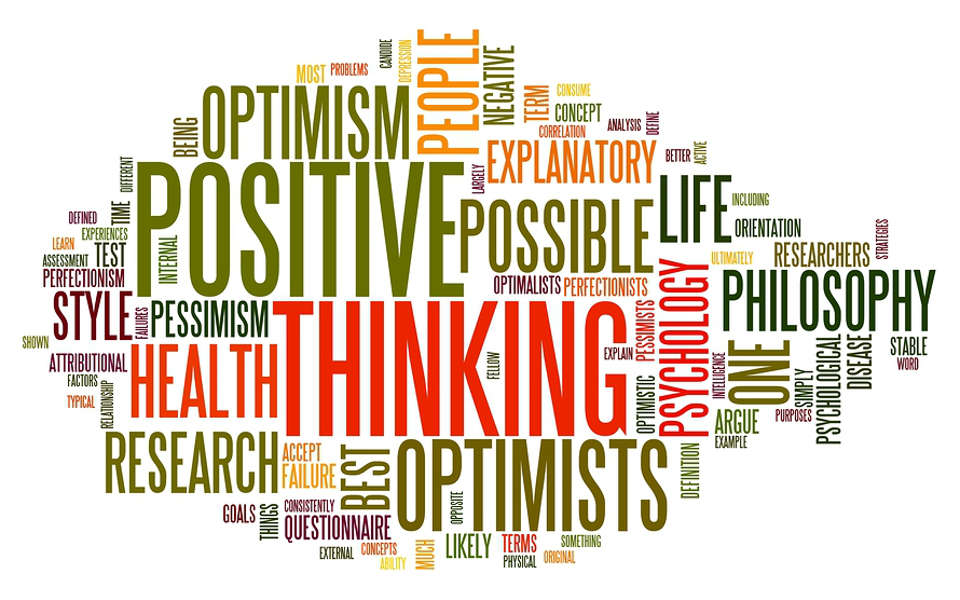 PEOPLE
NEGATIVE
CANDIDE
DEPRESSION
MOST
PROBLEMS
OPTIMISM
BEING
TERM
CONSUME
CONCEPT
CORRELATION
ANALYSIS
DEFINE
EXPLANATORY
BETTER
ACTIVE
DIFFERENT
POSITIVE
LARGELY
LIFE
INCLUDING
TIME
DEFINED
EXPERIENCES
LEARN
TEST
ASSESSMENT
PERFECTIONISM
INTERNAL
POSSIBLE
ORIENTATION
STRATEGIES
RESEARCHERS
ULTIMATELY
OPTIMALISTS
PERFECTIONISTS
PHILOSOPHY
STYLE
FAILURES
PESSIMISM
THINKING
PESSIMISTS
PSYCHOLOGY
SHOWN
ATTRIBUTIONAL
FACTORS
TYPICAL
RELATIONSHIP
HEALTH
FELLOW
EXPLAIN
OPTIMISTIC
INTELLIGENCE
ONE
SIMPLY
PSYCHOLOGICAL
DISEASE
STABLE
WORD
PURPOSES
ARGUE
EXAMPLE
RESEARCH
ACCEPT
FAILURE
BEST
OPTIMISTS
OPPOSITE
DEFINITION
GOALS
THINGS
CONSISTENTLY
QUESTIONNAIRE
EXTERNAL
CONCEPTS
ABILITY
MUCH
LIKELY
TERMS
PHYSICAL
SOMETHING
ORIGINAL